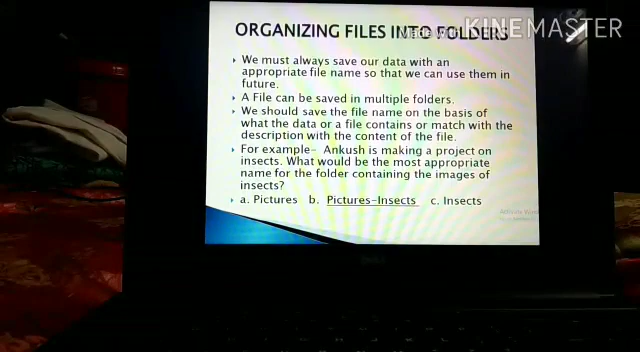 ORGANIZING FILES INTO FOLDERS
Made with KINEMASTER
We must always save our data with an
appropriate file name so that we can use them in
future.
A File can be saved in multiple folders.
We should save the file name on the basis of
what the data or a file contains or match with the
description with the content of the file.
For example- Ankush is making a project on
insects. What would be the most appropriate
name for the folder containing the images of
insects?
a. Pictures b. Pictures-Insects c. Insects
DELL